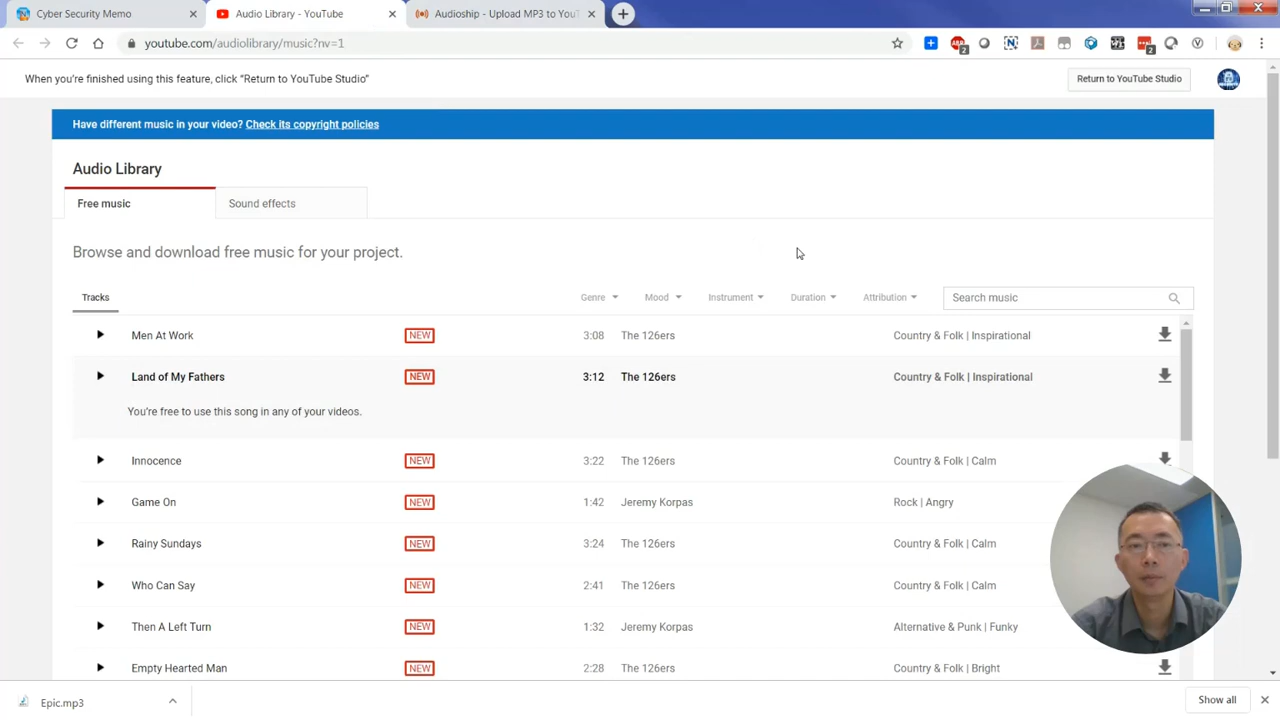 Cyber Security Memo
Audio Library - YouTube
Audioship - Upload MP3 to YouT
youtube.com/audiolibrary/music?nv=1
When you're finished using this feature, click "Return to YouTube Studio"
Return to YouTube Studio
Have different music in your video? Check its copyright policies
Audio Library
Free music
Sound effects
Browse and download free music for your project.
Tracks
Genre
Mood
Instrument
Duration
Attribution
Search music
Men At Work NEW 3:08 The 126ers Country & Folk | Inspirational
Land of My Fathers NEW 3:12 The 126ers Country & Folk | Inspirational
You're free to use this song in any of your videos.
Innocence NEW 3:22 The 126ers Country & Folk | Calm
Game On NEW 1:42 Jeremy Korpas Rock | Angry
Rainy Sundays NEW 3:24 The 126ers Country & Folk | Calm
Who Can Say NEW 2:41 The 126ers Country & Folk | Calm
Then A Left Turn NEW 1:32 Jeremy Korpas Alternative & Punk | Funky
Empty Hearted Man NEW 2:28 The 126ers Country & Folk | Bright
Epic.mp3
Show all